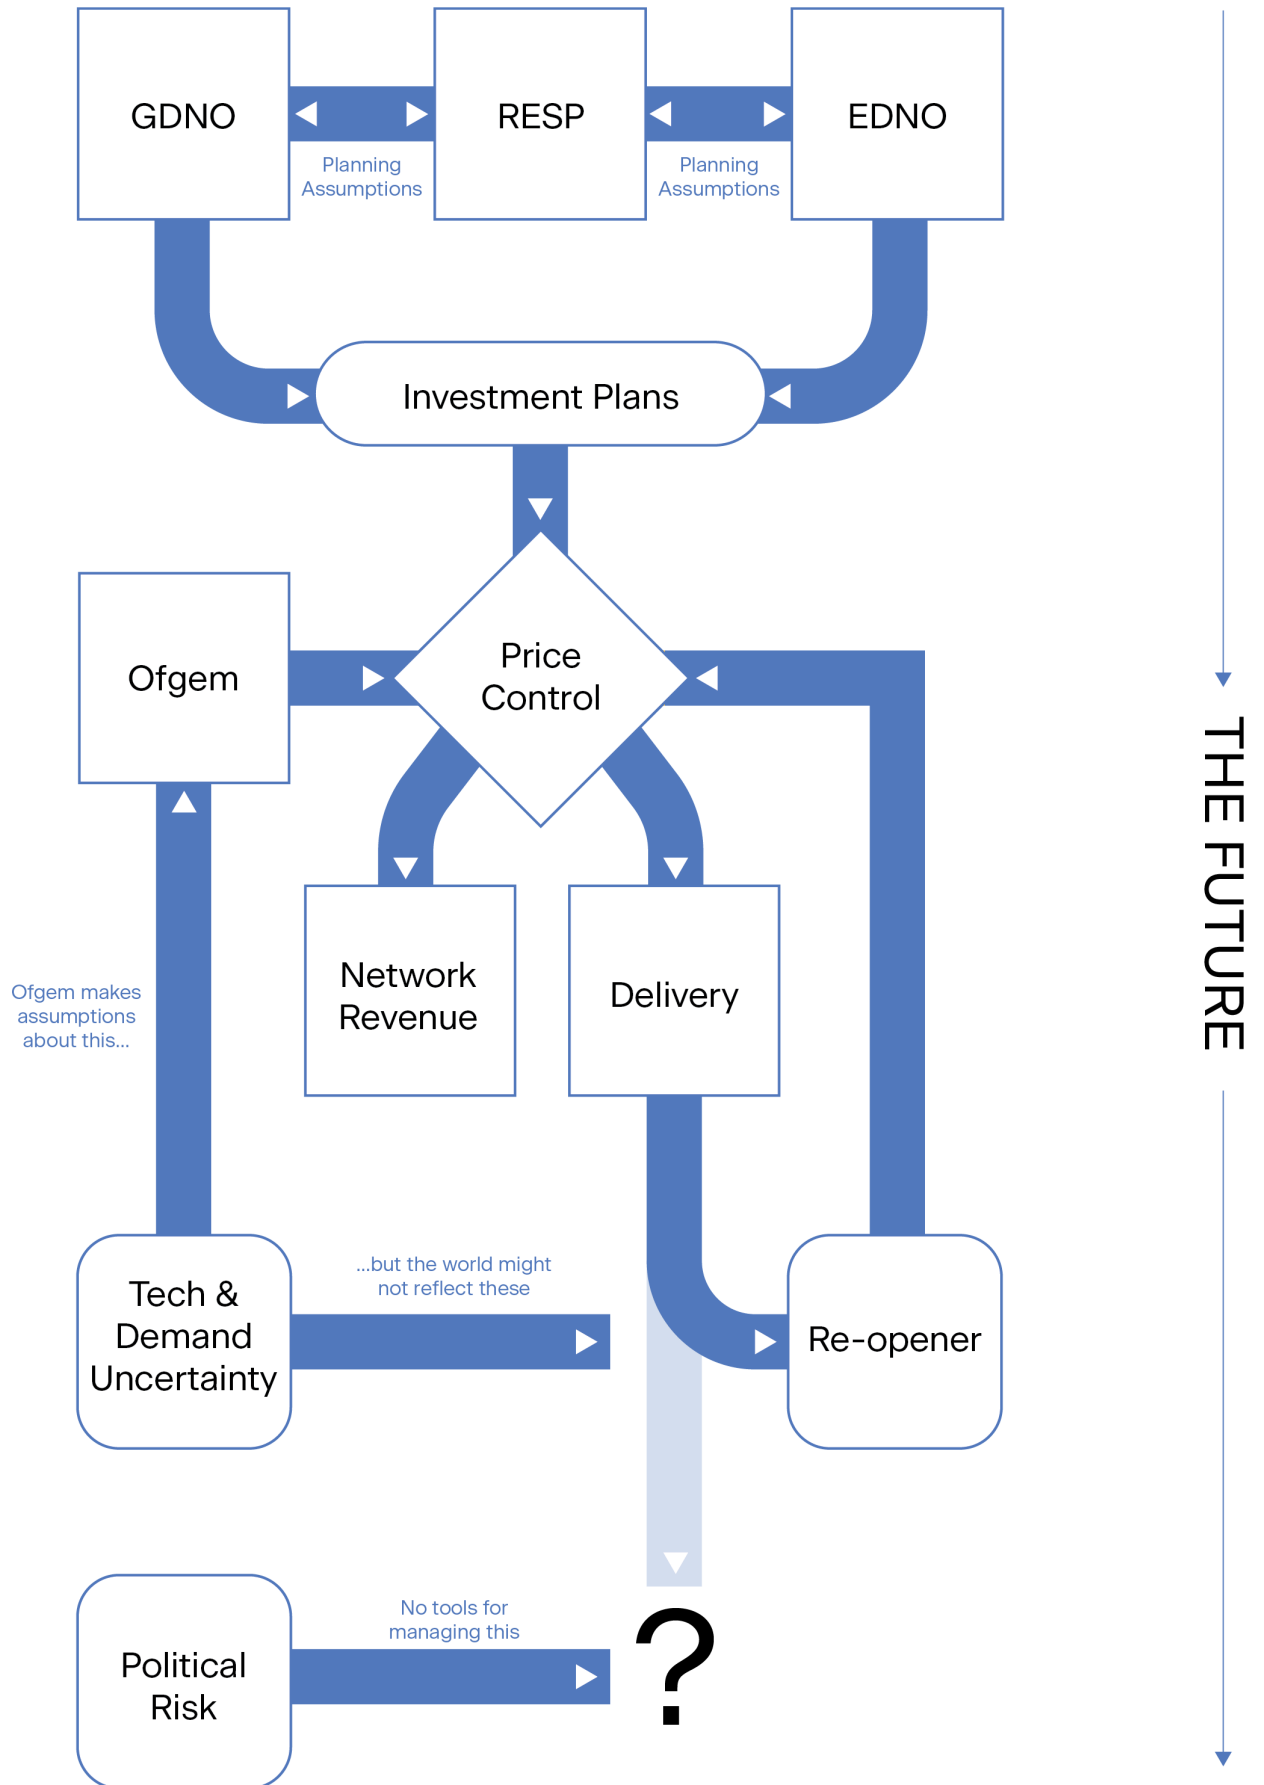 GDNO
RESP
EDNO
Planning
Assumptions
Planning
Assumptions
Investment Plans
Ofgem
Price
Control
THE FUTURE
Network
Revenue
Delivery
Ofgem makes
assumptions
about this...
Tech &
Demand
Uncertainty
...but the world might
not reflect these
Re-opener
Political
Risk
No tools for
managing this
?